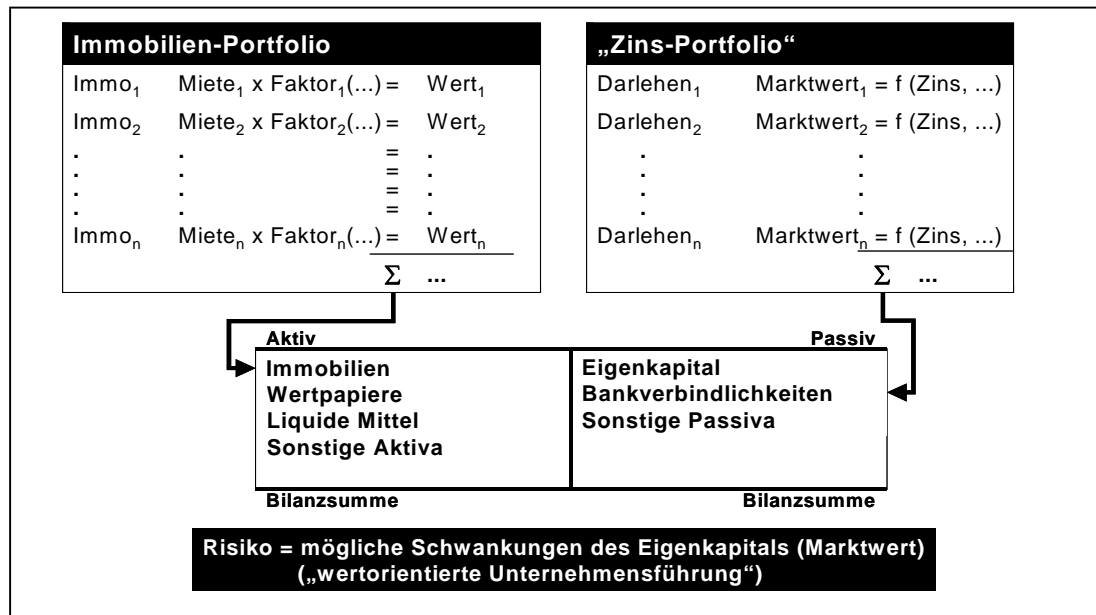 Immobilien-Portfolio
Immo₁ Miete₁ x Faktor₁(...) = Wert₁
Immo₂ Miete₂ x Faktor₂(...) = Wert₂
. . = .
. . = .
. . = .
. . = .
Immoₙ Mieteₙ x Faktorₙ(...) = Wertₙ
Σ ...
„Zins-Portfolio“
Darlehen₁ Marktwert₁ = f (Zins, ...)
Darlehen₂ Marktwert₂ = f (Zins, ...)
. .
. .
. .
. .
Darlehenₙ Marktwertₙ = f (Zins, ...)
Σ ...
Aktiv Passiv
Immobilien Eigenkapital
Wertpapiere Bankverbindlichkeiten
Liquide Mittel Sonstige Passiva
Sonstige Aktiva
Bilanzsumme Bilanzsumme
Risiko = mögliche Schwankungen des Eigenkapitals (Marktwert)
(„wertorientierte Unternehmensführung“)